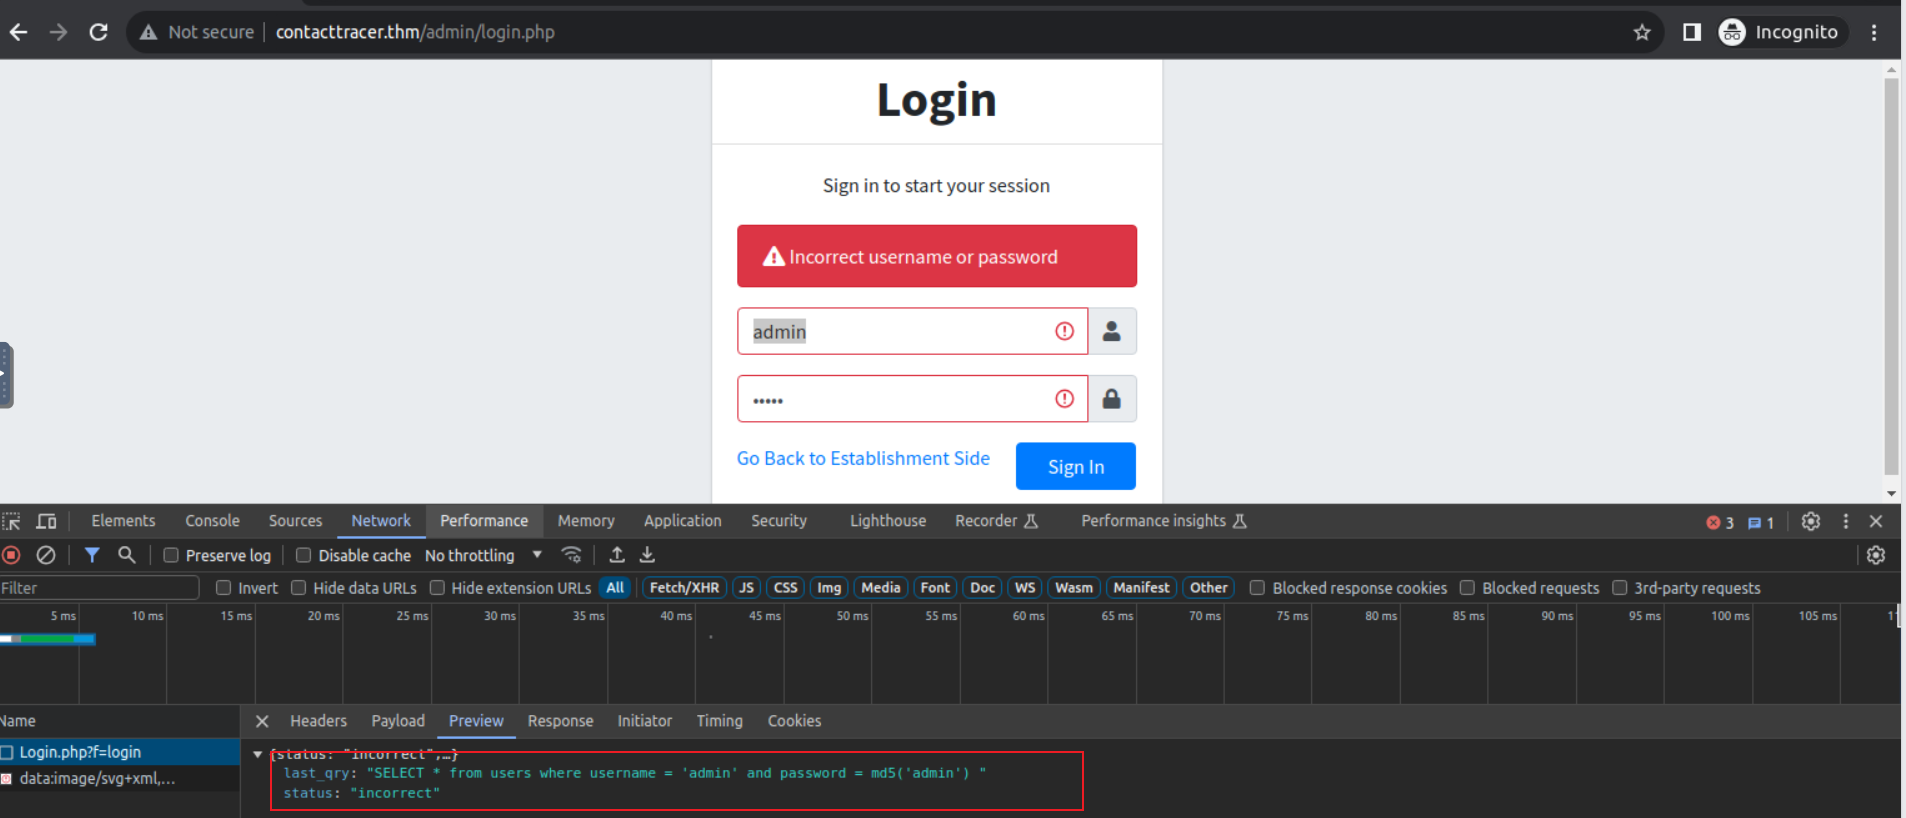 Not secure contacttracer.thm/admin/login.php Incognito
Login
Sign in to start your session
Incorrect username or password
admin
•••••
Go Back to Establishment Side Sign In
Elements Console Sources Network Performance Memory Application Security Lighthouse Recorder Performance insights 3 1
Preserve log Disable cache No throttling
Filter Invert Hide data URLs Hide extension URLs All Fetch/XHR JS CSS Img Media Font Doc WS Wasm Manifest Other Blocked response cookies Blocked requests 3rd-party requests
5 ms 10 ms 15 ms 20 ms 25 ms 30 ms 35 ms 40 ms 45 ms 50 ms 55 ms 60 ms 65 ms 70 ms 75 ms 80 ms 85 ms 90 ms 95 ms 100 ms 105 ms
Name Headers Payload Preview Response Initiator Timing Cookies
Login.php?f=login
data:image/svg+xml,...
{status: "incorrect",…}
last_qry: "SELECT * from users where username = 'admin' and password = md5('admin') "
status: "incorrect"